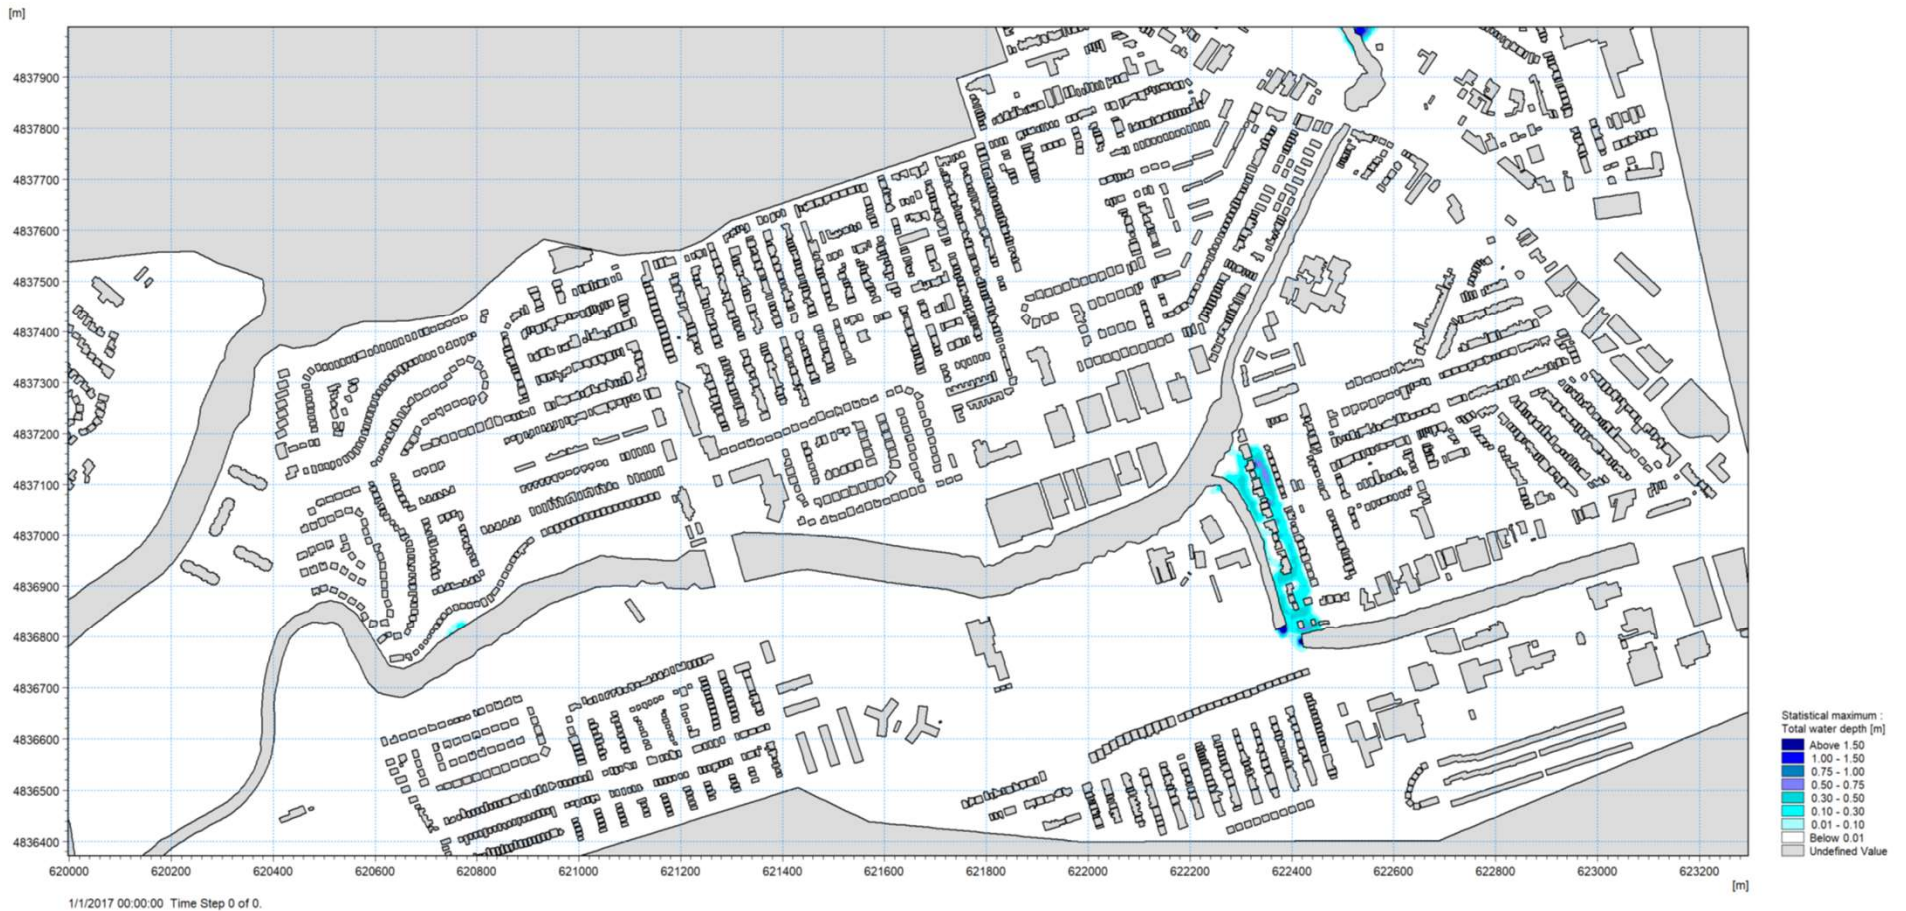 [m]
4837900
4837800
4837700
4837600
4837500
4837400
4837300
4837200
4837100
4837000
4836900
4836800
4836700
4836600
4836500
4836400
620000 620200 620400 620600 620800 621000 621200 621400 621600 621800 622000 622200 622400 622600 622800 623000 623200
[m]
1/1/2017 00:00:00 Time Step 0 of 0.
Statistical maximum :
Total water depth [m]
Above 1.50
1.00 - 1.50
0.75 - 1.00
0.50 - 0.75
0.30 - 0.50
0.10 - 0.30
0.01 - 0.10
Below 0.01
Undefined Value